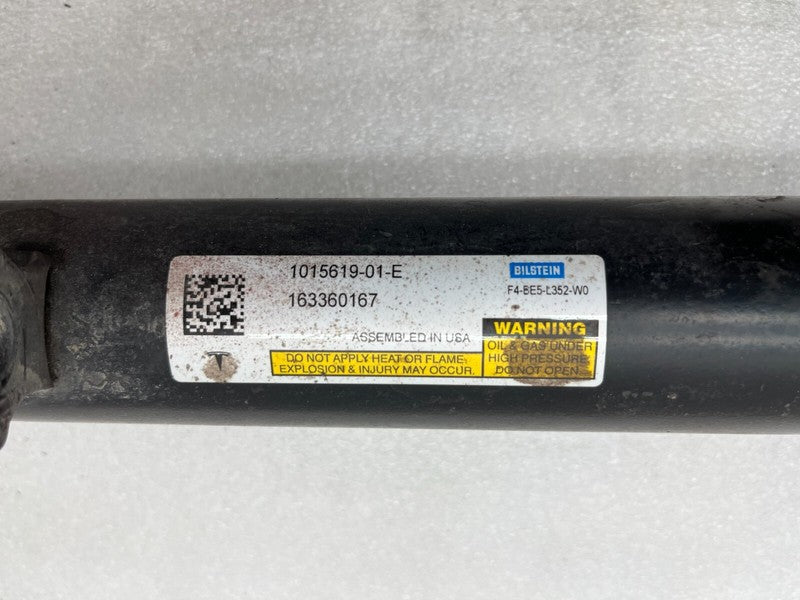 1015619-01-E
163360167
BILSTEIN
F4-BE5-L352-W0
ASSEMBLED IN USA
DO NOT APPLY HEAT OR FLAME.
EXPLOSION & INJURY MAY OCCUR.
WARNING
OIL & GAS UNDER
HIGH PRESSURE.
DO NOT OPEN.